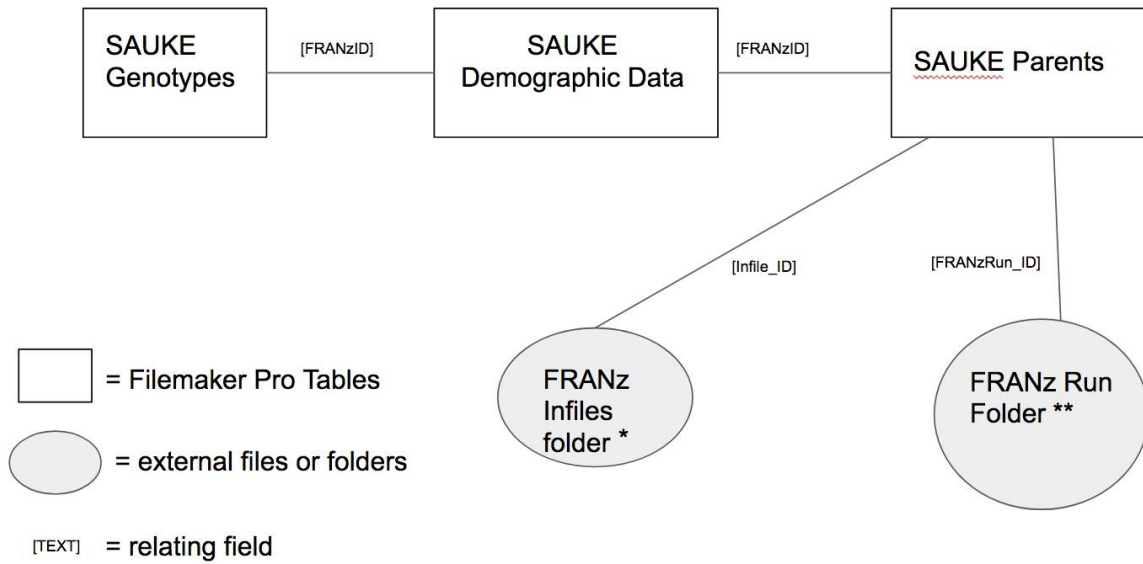 SAUKE
Genotypes
[FRANzID]
SAUKE
Demographic Data
[FRANzID]
SAUKE Parents
[Infile_ID]
[FRANzRun_ID]
FRANz
Infiles
folder *
FRANz Run
Folder **
= Filemaker Pro Tables
= external files or folders
[TEXT] = relating field